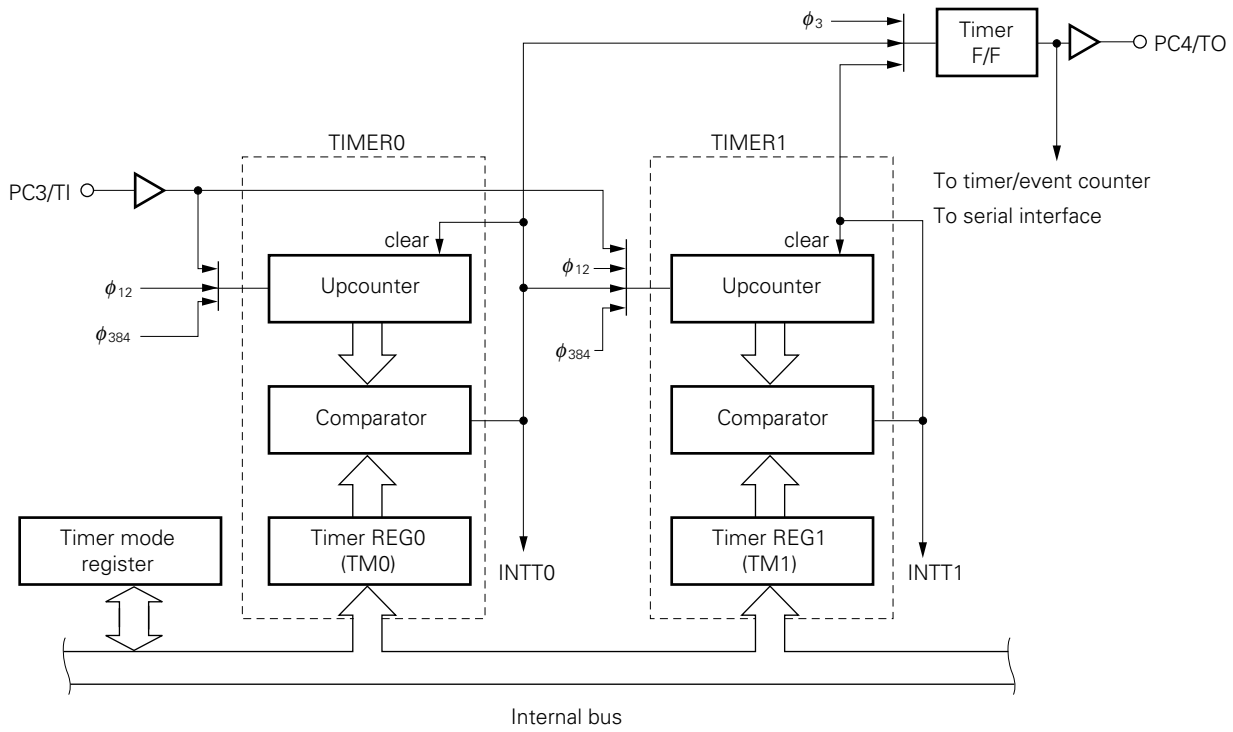 ϕ3
Timer
F/F
PC4/TO
TIMER0
TIMER1
PC3/TI
To timer/event counter
To serial interface
clear
clear
ϕ12
Upcounter
ϕ12
Upcounter
ϕ384
ϕ384
Comparator
Comparator
Timer mode
register
Timer REG0
(TM0)
INTT0
Timer REG1
(TM1)
INTT1
Internal bus